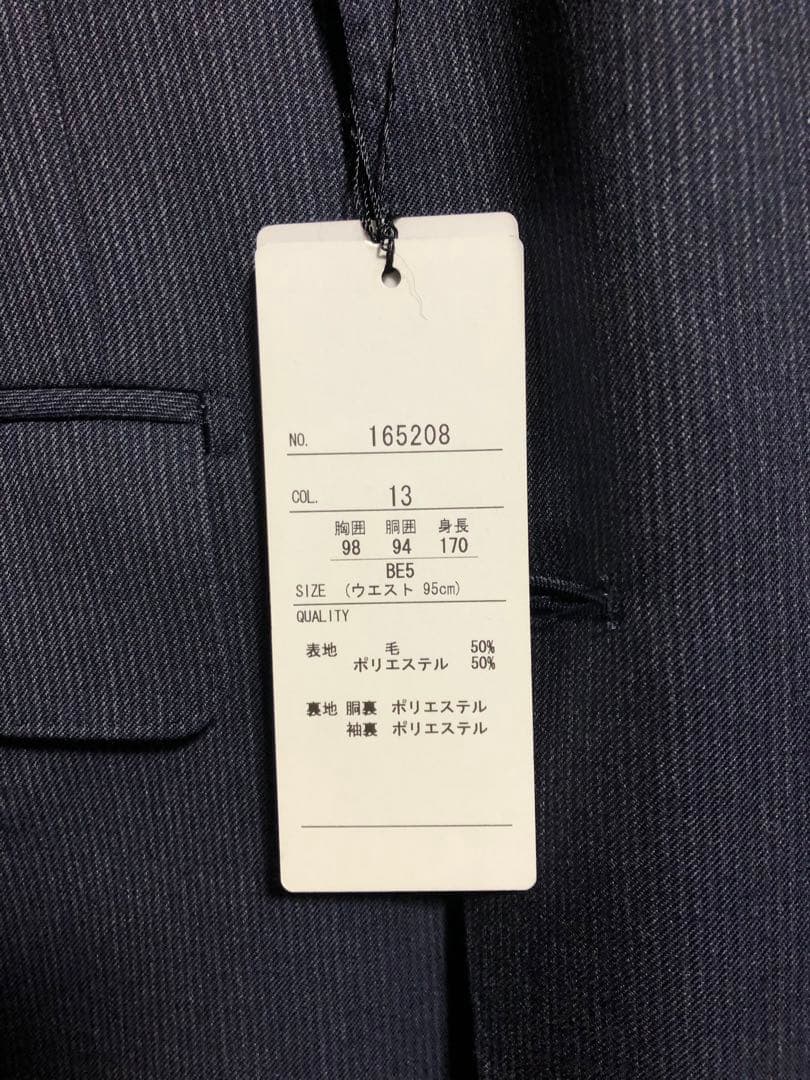 NO. 165208
COL. 13
胸囲 胴囲 身長
98 94 170
BE5
SIZE (ウエスト 95cm)
QUALITY
表地 毛 50%
ポリエステル 50%
裏地 胴裏 ポリエステル
袖裏 ポリエステル